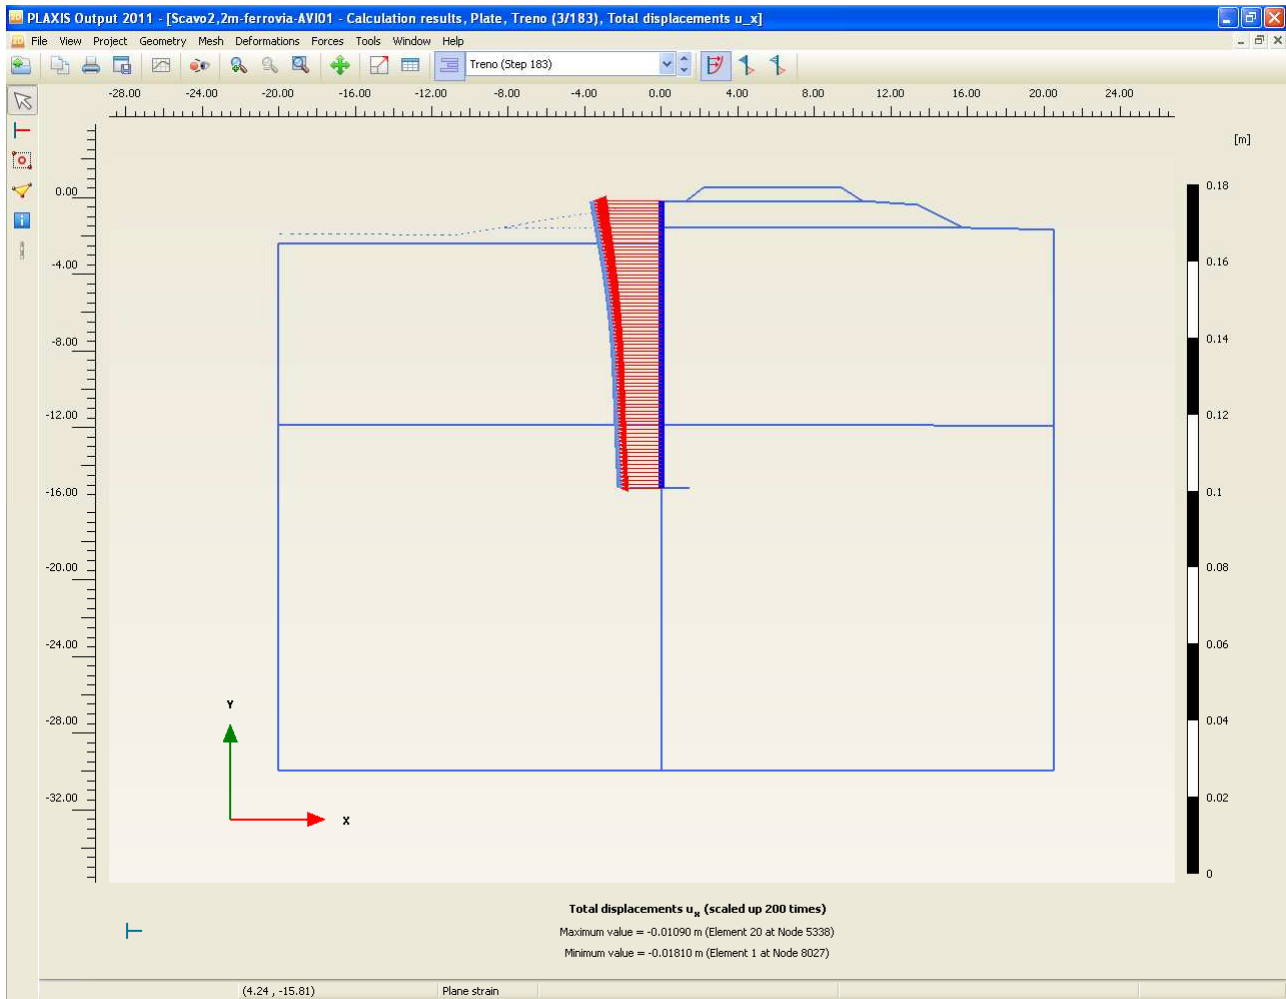 PLAXIS Output 2011 - [Scavo2,2m-ferrovia-AVIO1 - Calculation results, Plate, Treno (3/183), Total displacements u_x]
File View Project Geometry Mesh Deformations Forces Tools Window Help
Treno (Step 183)
-28.00 -24.00 -20.00 -16.00 -12.00 -8.00 -4.00 0.00 4.00 8.00 12.00 16.00 20.00 24.00
[m]
0.00
-4.00
-8.00
-12.00
-16.00
-20.00
-24.00
-28.00
-32.00
0.18
0.16
0.14
0.12
0.1
0.08
0.06
0.04
0.02
0
Y
X
Total displacements uₓ (scaled up 200 times)
Maximum value = -0.01090 m (Element 20 at Node 5338)
Minimum value = -0.01810 m (Element 1 at Node 8027)
(4.24 , -15.81) Plane strain